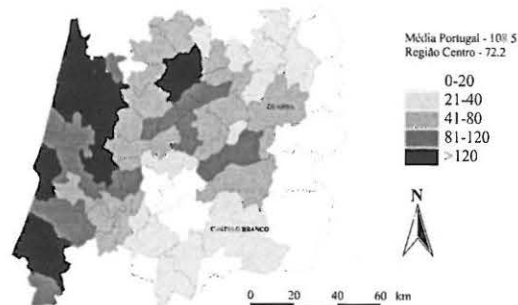 Média Portugal - 108.5
Região Centro - 72.2
0-20
21-40
41-80
81-120
>120
GUARDA
N
CASTELO BRANCO
0 20 40 60 km